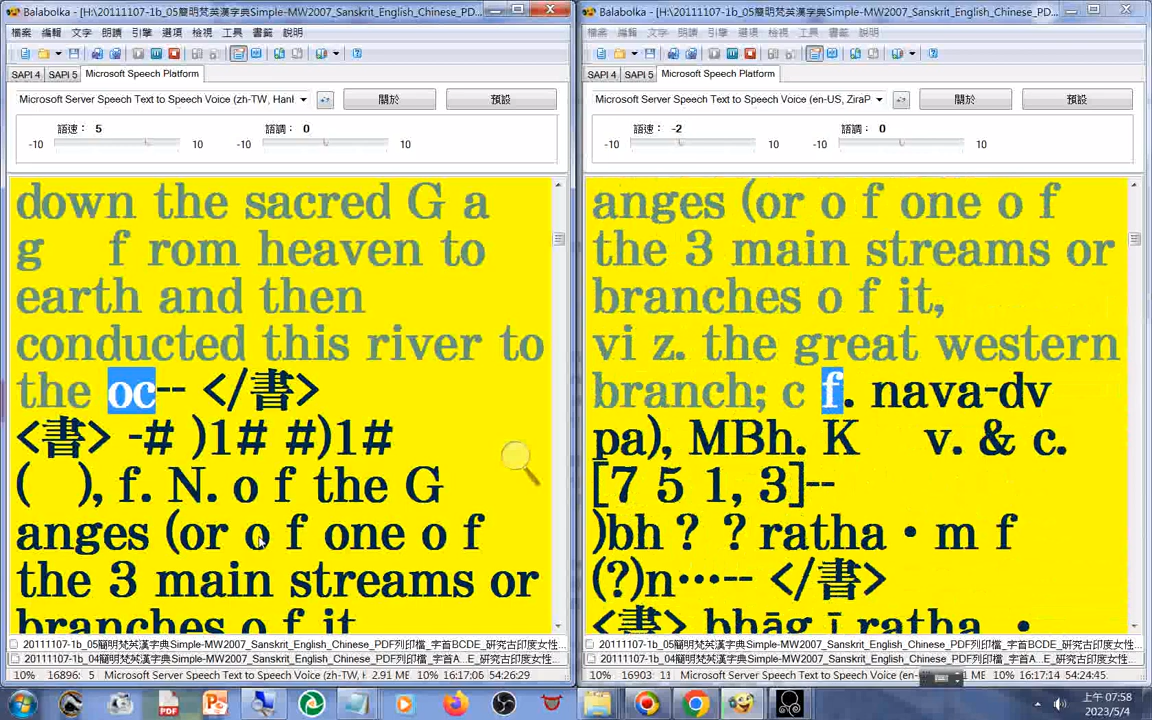 Balabolka - [H:\20111107-1b_05簡明梵英漢字典Simple-MW2007_Sanskrit_English_Chinese_PD...
檔案 編輯 文字 朗讀 引擎 選項 檢視 工具 書籤 說明
SAPI 4 SAPI 5 Microsoft Speech Platform
Microsoft Server Speech Text to Speech Voice (zh-TW, HanI
關於 預設
語速： 5 語調： 0
-10 10 -10 10
down the sacred G a
g f rom heaven to
earth and then
conducted this river to
the oc-- </書>
<書> -# )1# #)1#
( ), f. N. o f the G
anges (or o f one o f
the 3 main streams or
branches o f it
20111107-1b_05簡明梵英漢字典Simple-MW2007_Sanskrit_English_Chinese_PDF列印檔_字首BCDE_研究古印度女性...
20111107-1b_04簡明梵英漢字典Simple-MW2007_Sanskrit_English_Chinese_PDF列印檔_字首A...E_研究古印度女性...
10% 16896: 5 Microsoft Server Speech Text to Speech Voice (zh-TW, 2.91 ME 10% 16:17:06 54:26:29
Balabolka - [H:\20111107-1b_05簡明梵英漢字典Simple-MW2007_Sanskrit_English_Chinese_PD...
檔案 編輯 文字 朗讀 引擎 選項 檢視 工具 書籤 說明
SAPI 4 SAPI 5 Microsoft Speech Platform
Microsoft Server Speech Text to Speech Voice (en-US, ZiraP
關於 預設
語速： -2 語調： 0
-10 10 -10 10
anges (or o f one o f
the 3 main streams or
branches o f it,
vi z. the great western
branch; c f. nava-dv
pa), MBh. K v. & c.
[7 5 1, 3]--
)bh ? ? ratha • m f
(?)n…-- </書>
<書> bhāg ī ratha •
20111107-1b_05簡明梵英漢字典Simple-MW2007_Sanskrit_English_Chinese_PDF列印檔_字首BCDE_研究古印度女性...
20111107-1b_04簡明梵英漢字典Simple-MW2007_Sanskrit_English_Chinese_PDF列印檔_字首A...E_研究古印度女性...
10% 16903: 11 Microsoft Server Speech Text to Speech Voice (en-US, 10% 16:17:14 54:24:45
上午 07:58
2023/5/4